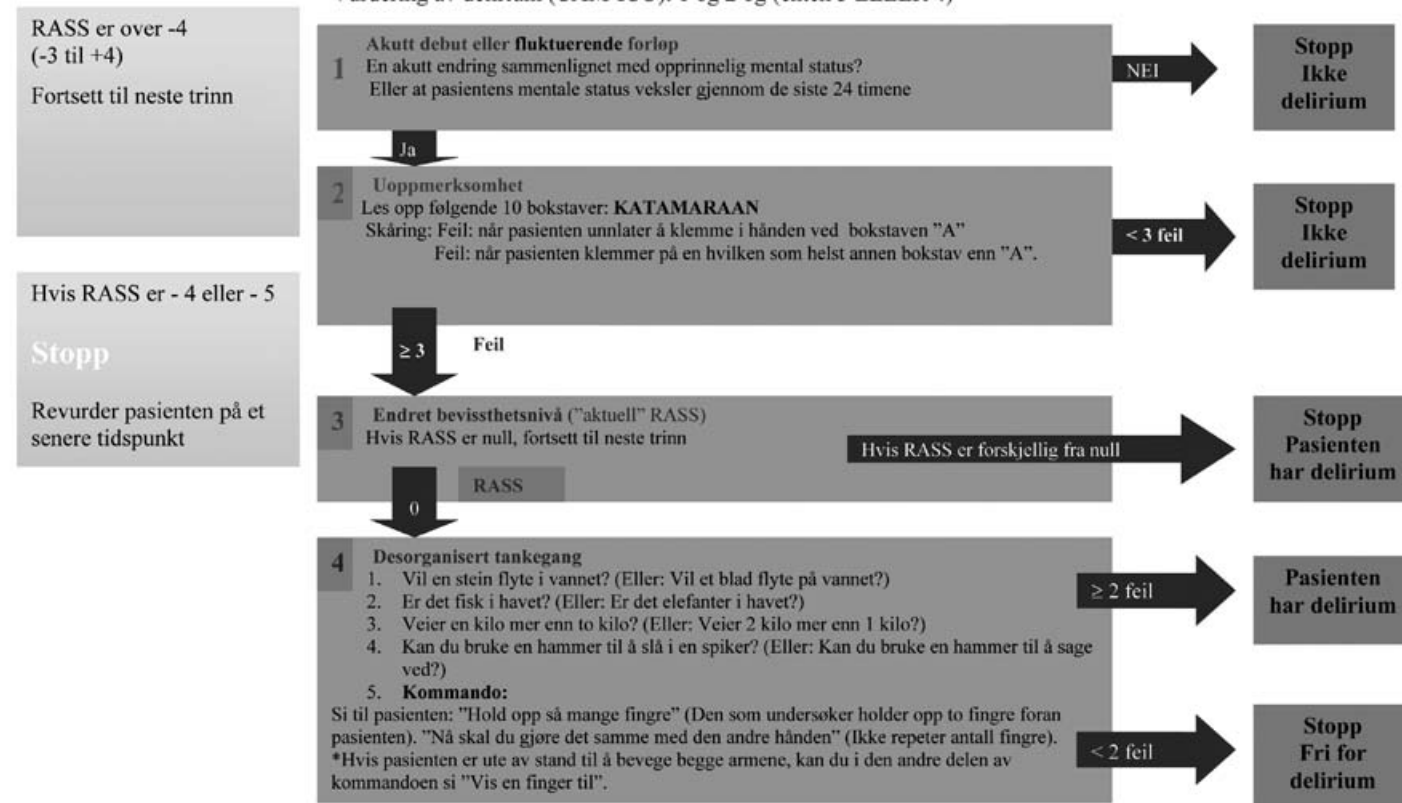 RASS er over -4
(-3 til +4)
Fortsett til neste trinn
Hvis RASS er - 4 eller - 5
Stopp
Revurder pasienten på et
senere tidspunkt
1
Akutt debut eller fluktuerende forløp
En akutt endring sammenlignet med opprinnelig mental status?
Eller at pasientens mentale status veksler gjennom de siste 24 timene
NEI
Stopp
Ikke
delirium
Ja
2
Uoppmerksomhet
Les opp følgende 10 bokstaver: KATAMARAAN
Skåring: Feil: når pasienten unnlater å klemme i hånden ved bokstaven ”A”
Feil: når pasienten klemmer på en hvilken som helst annen bokstav enn ”A”.
< 3 feil
Stopp
Ikke
delirium
≥ 3
Feil
3
Endret bevissthetsnivå (”aktuell” RASS)
Hvis RASS er null, fortsett til neste trinn
Hvis RASS er forskjellig fra null
Stopp
Pasienten
har delirium
RASS
0
4
Desorganisert tankegang
1. Vil en stein flyte i vannet? (Eller: Vil et blad flyte på vannet?)
2. Er det fisk i havet? (Eller: Er det elefanter i havet?)
3. Veier en kilo mer enn to kilo? (Eller: Veier 2 kilo mer enn 1 kilo?)
4. Kan du bruke en hammer til å slå i en spiker? (Eller: Kan du bruke en hammer til å sage
ved?)
5. Kommando:
Si til pasienten: ”Hold opp så mange fingre” (Den som undersøker holder opp to fingre foran
pasienten). ”Nå skal du gjøre det samme med den andre hånden” (Ikke repeter antall fingre).
*Hvis pasienten er ute av stand til å bevege begge armene, kan du i den andre delen av
kommandoen si ”Vis en finger til”.
≥ 2 feil
Pasienten
har delirium
< 2 feil
Stopp
Fri for
delirium